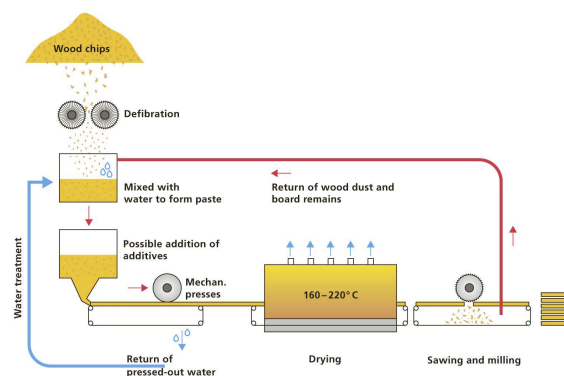 Wood chips
Defibration
Mixed with
water to form paste
Return of wood dust and
board remains
Possible addition of
additives
Mechan.
presses
160–220° C
Water treatment
Return of
pressed-out water
Drying
Sawing and milling